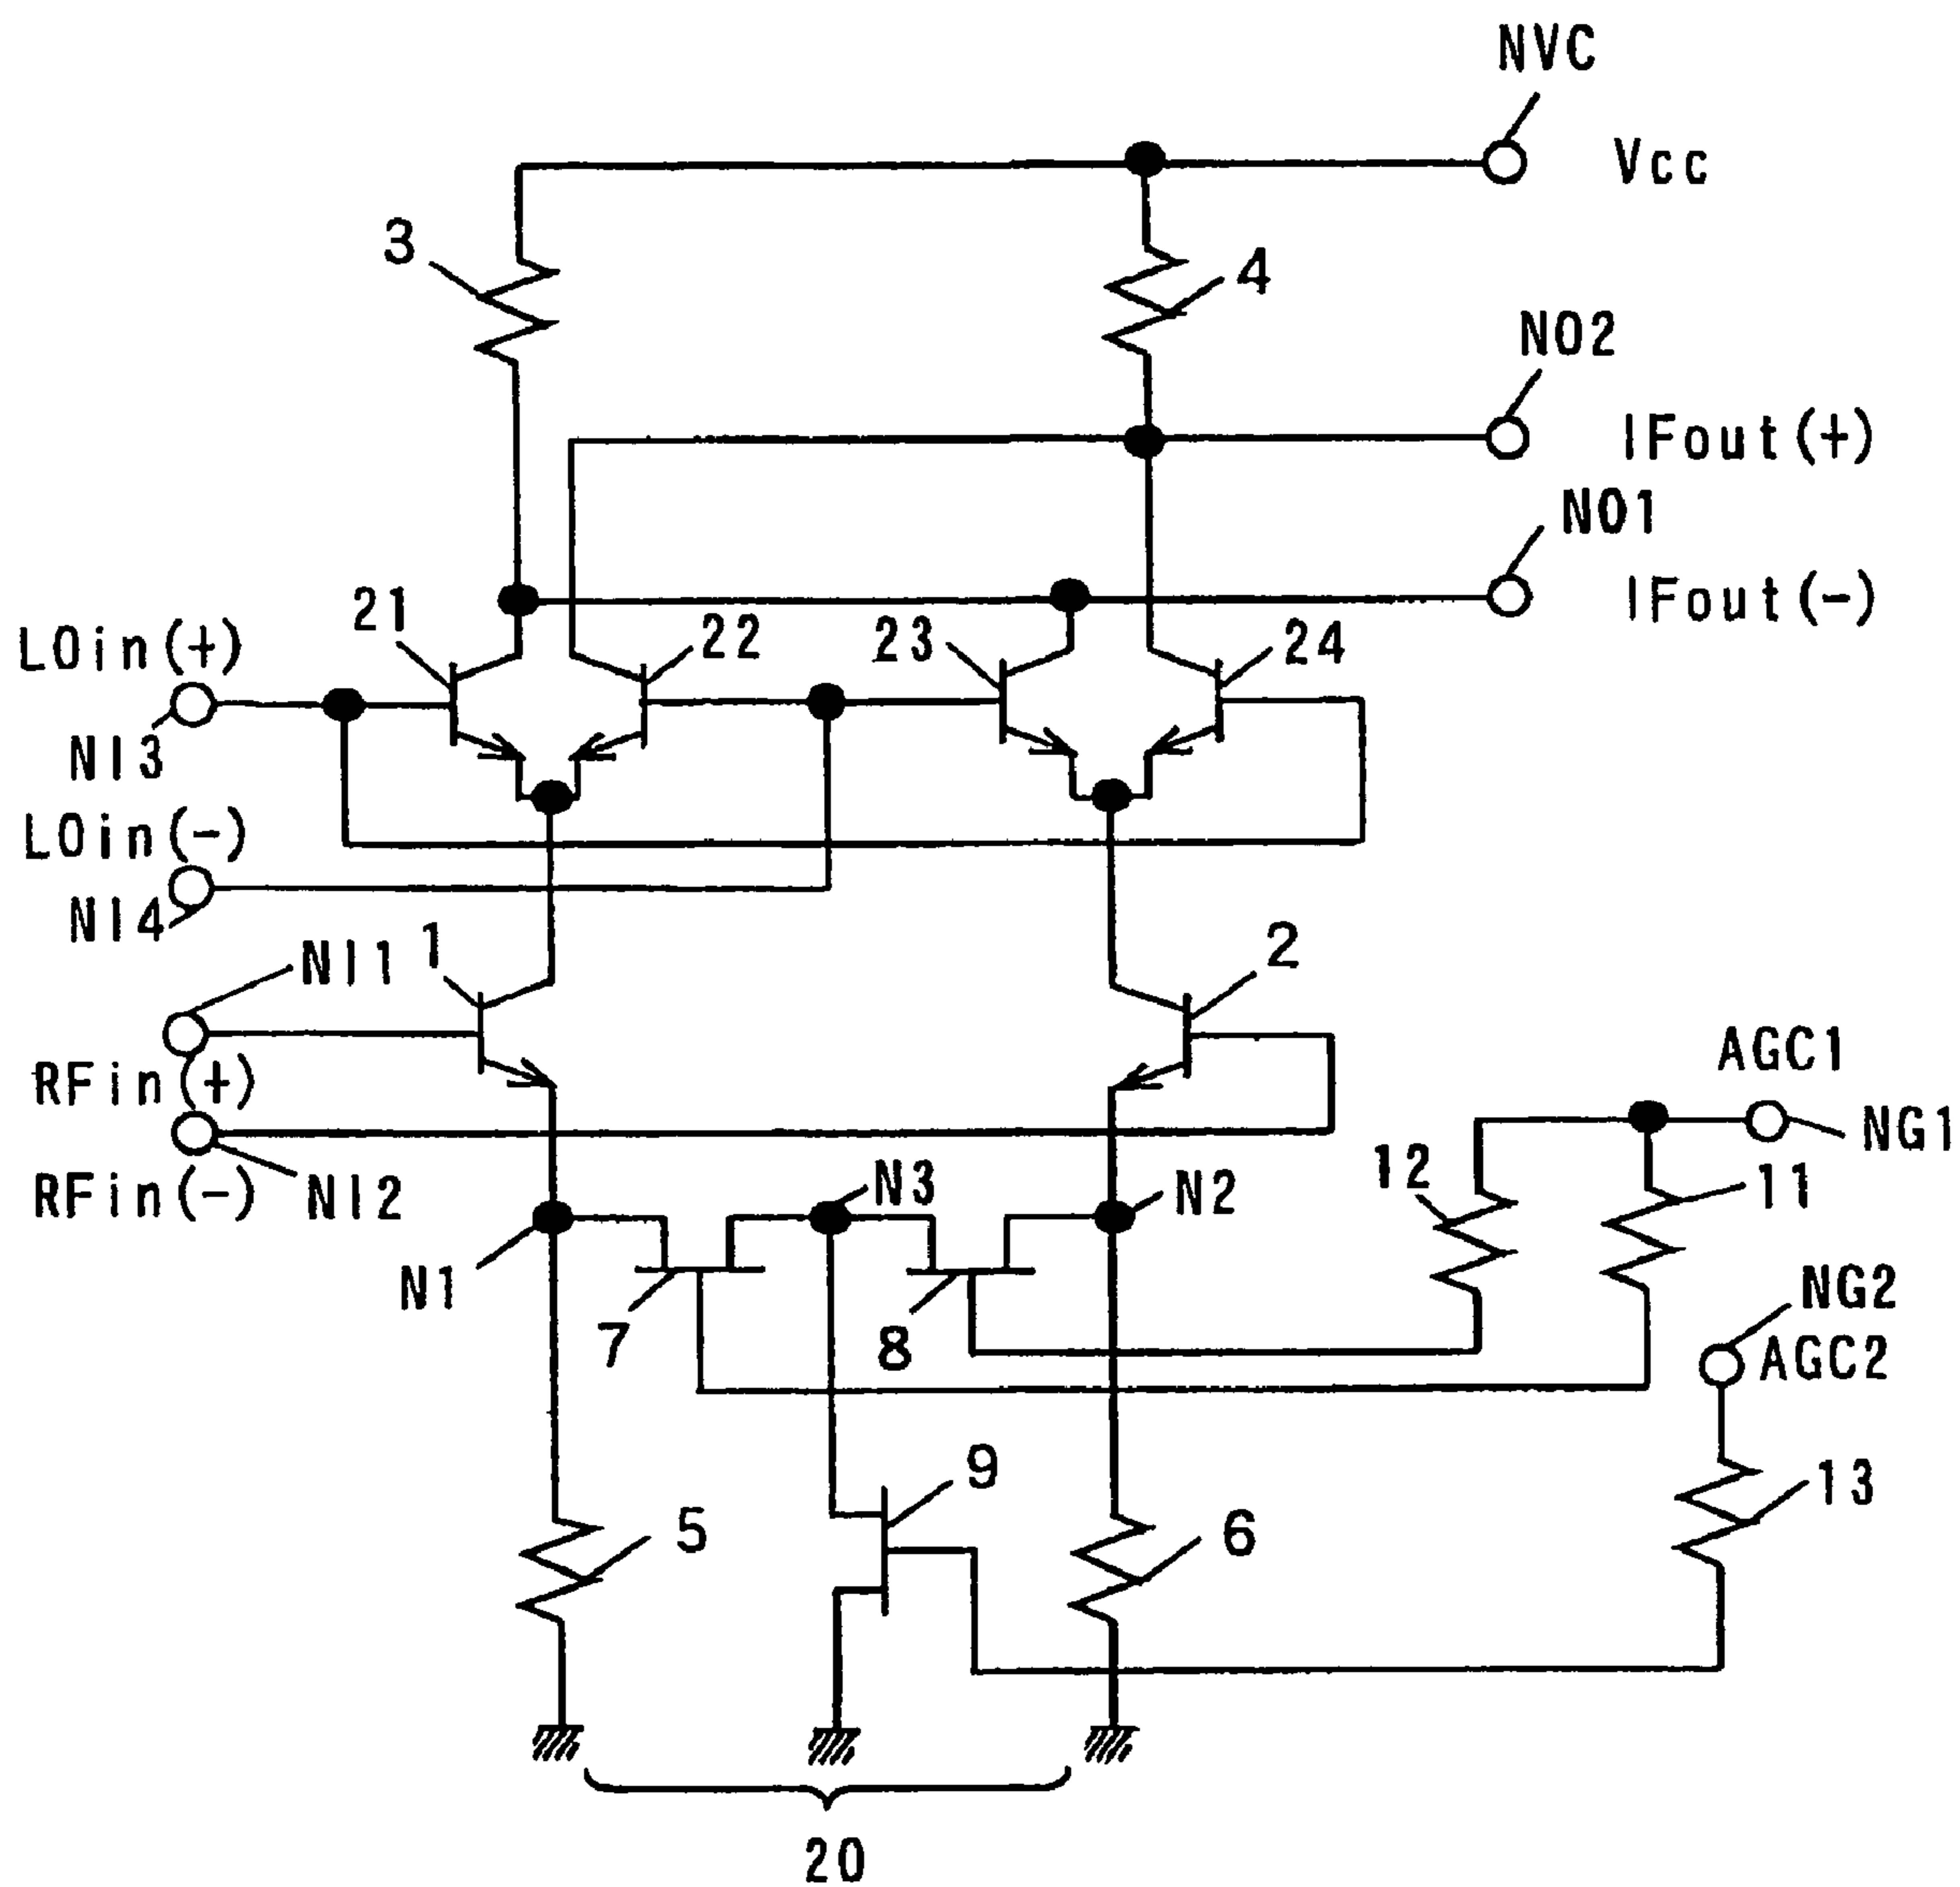 NVC
Vcc
3
4
NO2
IFout(+)
NO1
IFout(-)
21
22
23
24
LOin(+)
NI3
LOin(-)
NI4
NI1
1
2
RFin(+)
AGC1
NG1
12
11
RFin(-)
NI2
N3
N2
N1
7
8
NG2
AGC2
9
13
5
6
20